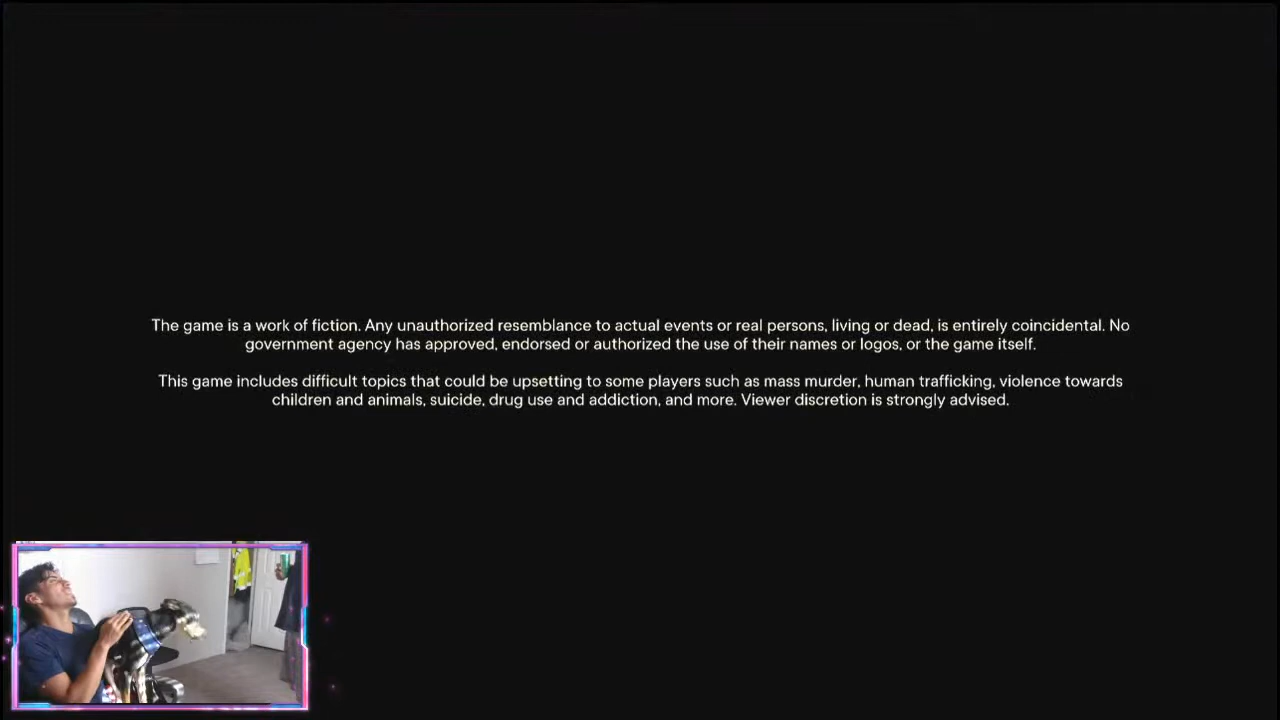 The game is a work of fiction. Any unauthorized resemblance to actual events or real persons, living or dead, is entirely coincidental. No
government agency has approved, endorsed or authorized the use of their names or logos, or the game itself.
This game includes difficult topics that could be upsetting to some players such as mass murder, human trafficking, violence towards
children and animals, suicide, drug use and addiction, and more. Viewer discretion is strongly advised.